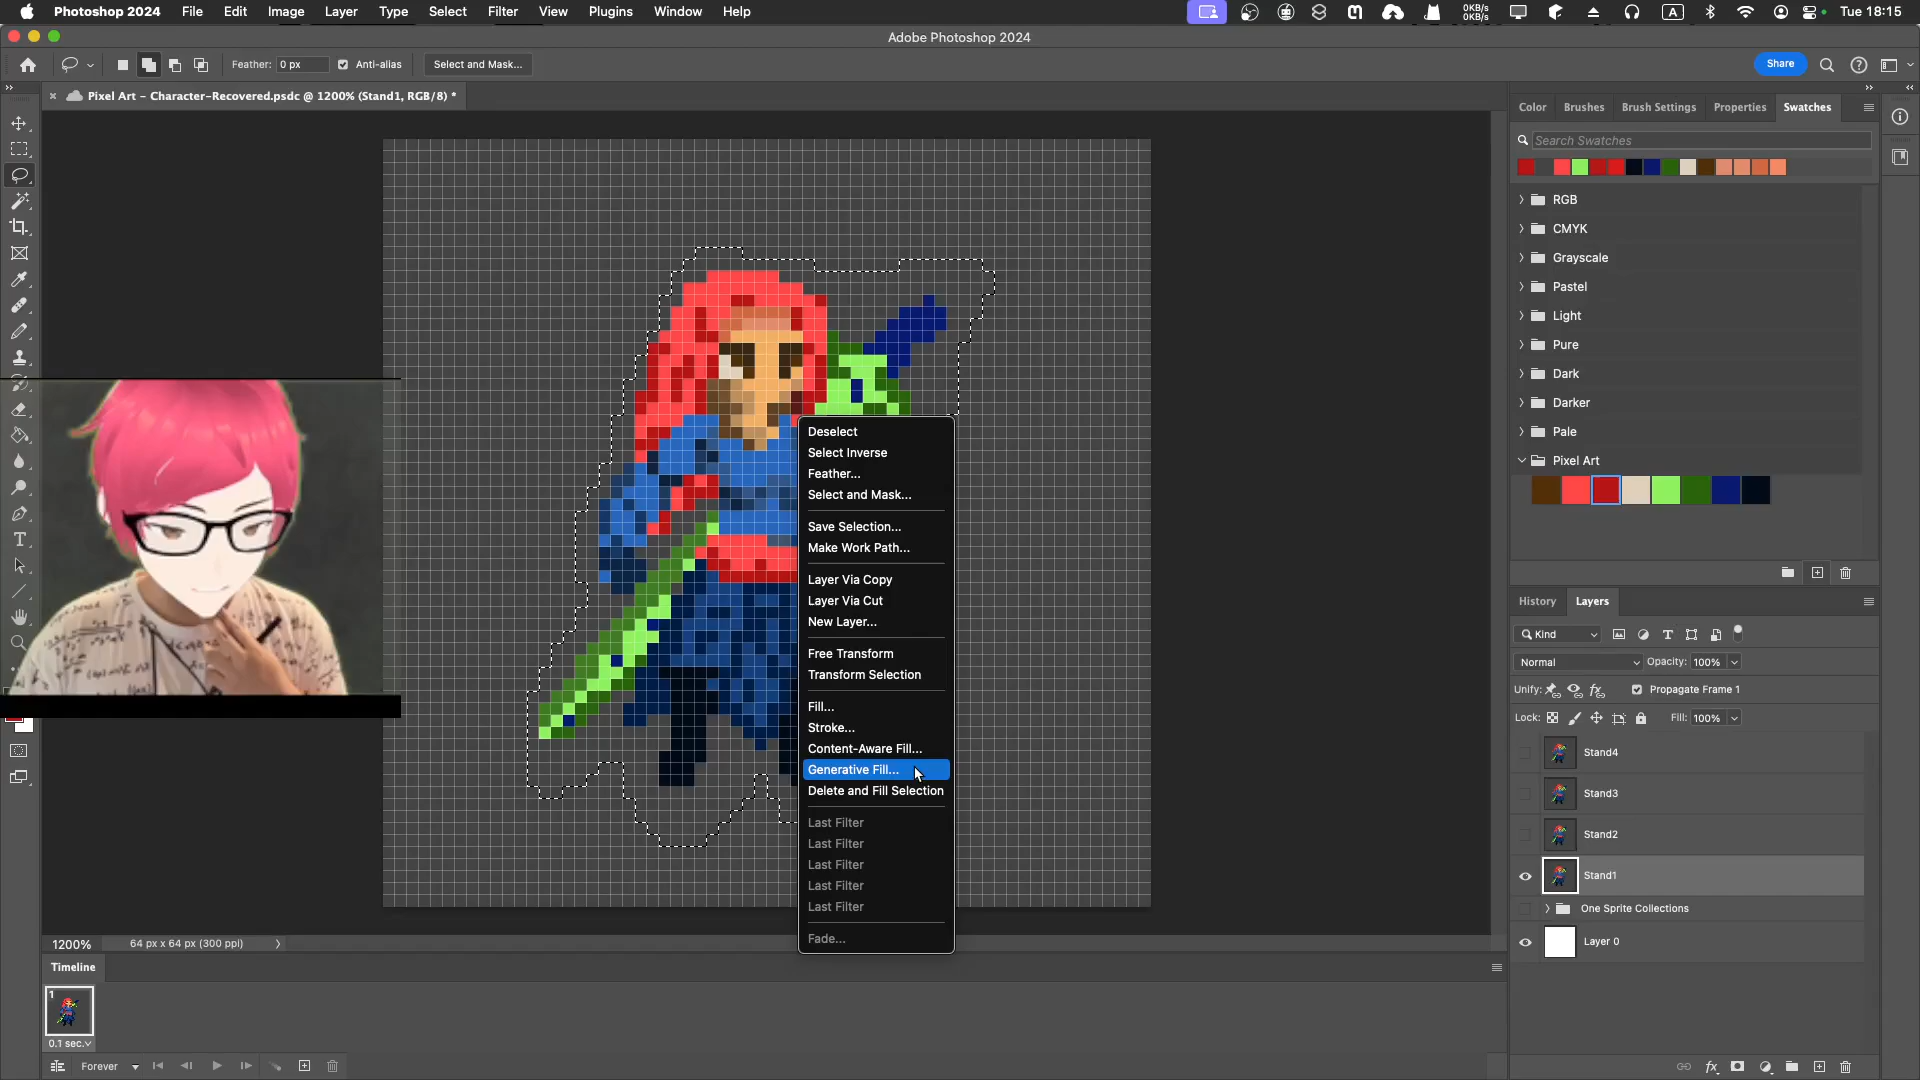 Photoshop 2024 File Edit Image Layer Type Select Filter View Plugins Window Help
0KB/s
0KB/s
A
Tue 18:15
Adobe Photoshop 2024
Feather: 0 px Anti-alias Select and Mask... Share
× Pixel Art – Character-Recovered.psdc @ 1200% (Stand1, RGB/8) *
Color Brushes Brush Settings Properties Swatches
Search Swatches
RGB
CMYK
Grayscale
Pastel
Light
Pure
Dark
Darker
Pale
Pixel Art
Deselect
Select Inverse
Feather...
Select and Mask...
Save Selection...
Make Work Path...
Layer Via Copy
Layer Via Cut
New Layer...
Free Transform
Transform Selection
Fill...
Stroke...
Content-Aware Fill...
Generative Fill...
Delete and Fill Selection
Last Filter
Last Filter
Last Filter
Last Filter
Last Filter
Fade...
History Layers
Kind
Normal Opacity: 100%
Unify: Propagate Frame 1
Lock: Fill: 100%
Stand4
Stand3
Stand2
Stand1
One Sprite Collections
Layer 0
1200% 64 px x 64 px (300 ppi)
Timeline
1
0.1 sec.
Forever